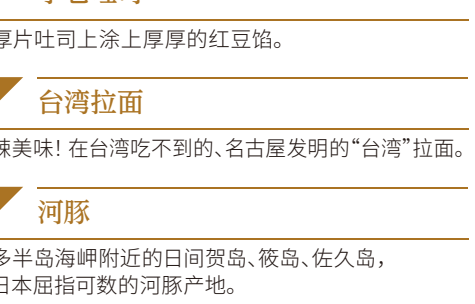 厚片吐司上涂上厚厚的红豆馅。
台湾拉面
辣美味！在台湾吃不到的、名古屋发明的“台湾”拉面。
河豚
多半岛海岬附近的日间贺岛、筱岛、佐久岛，
日本屈指可数的河豚产地。